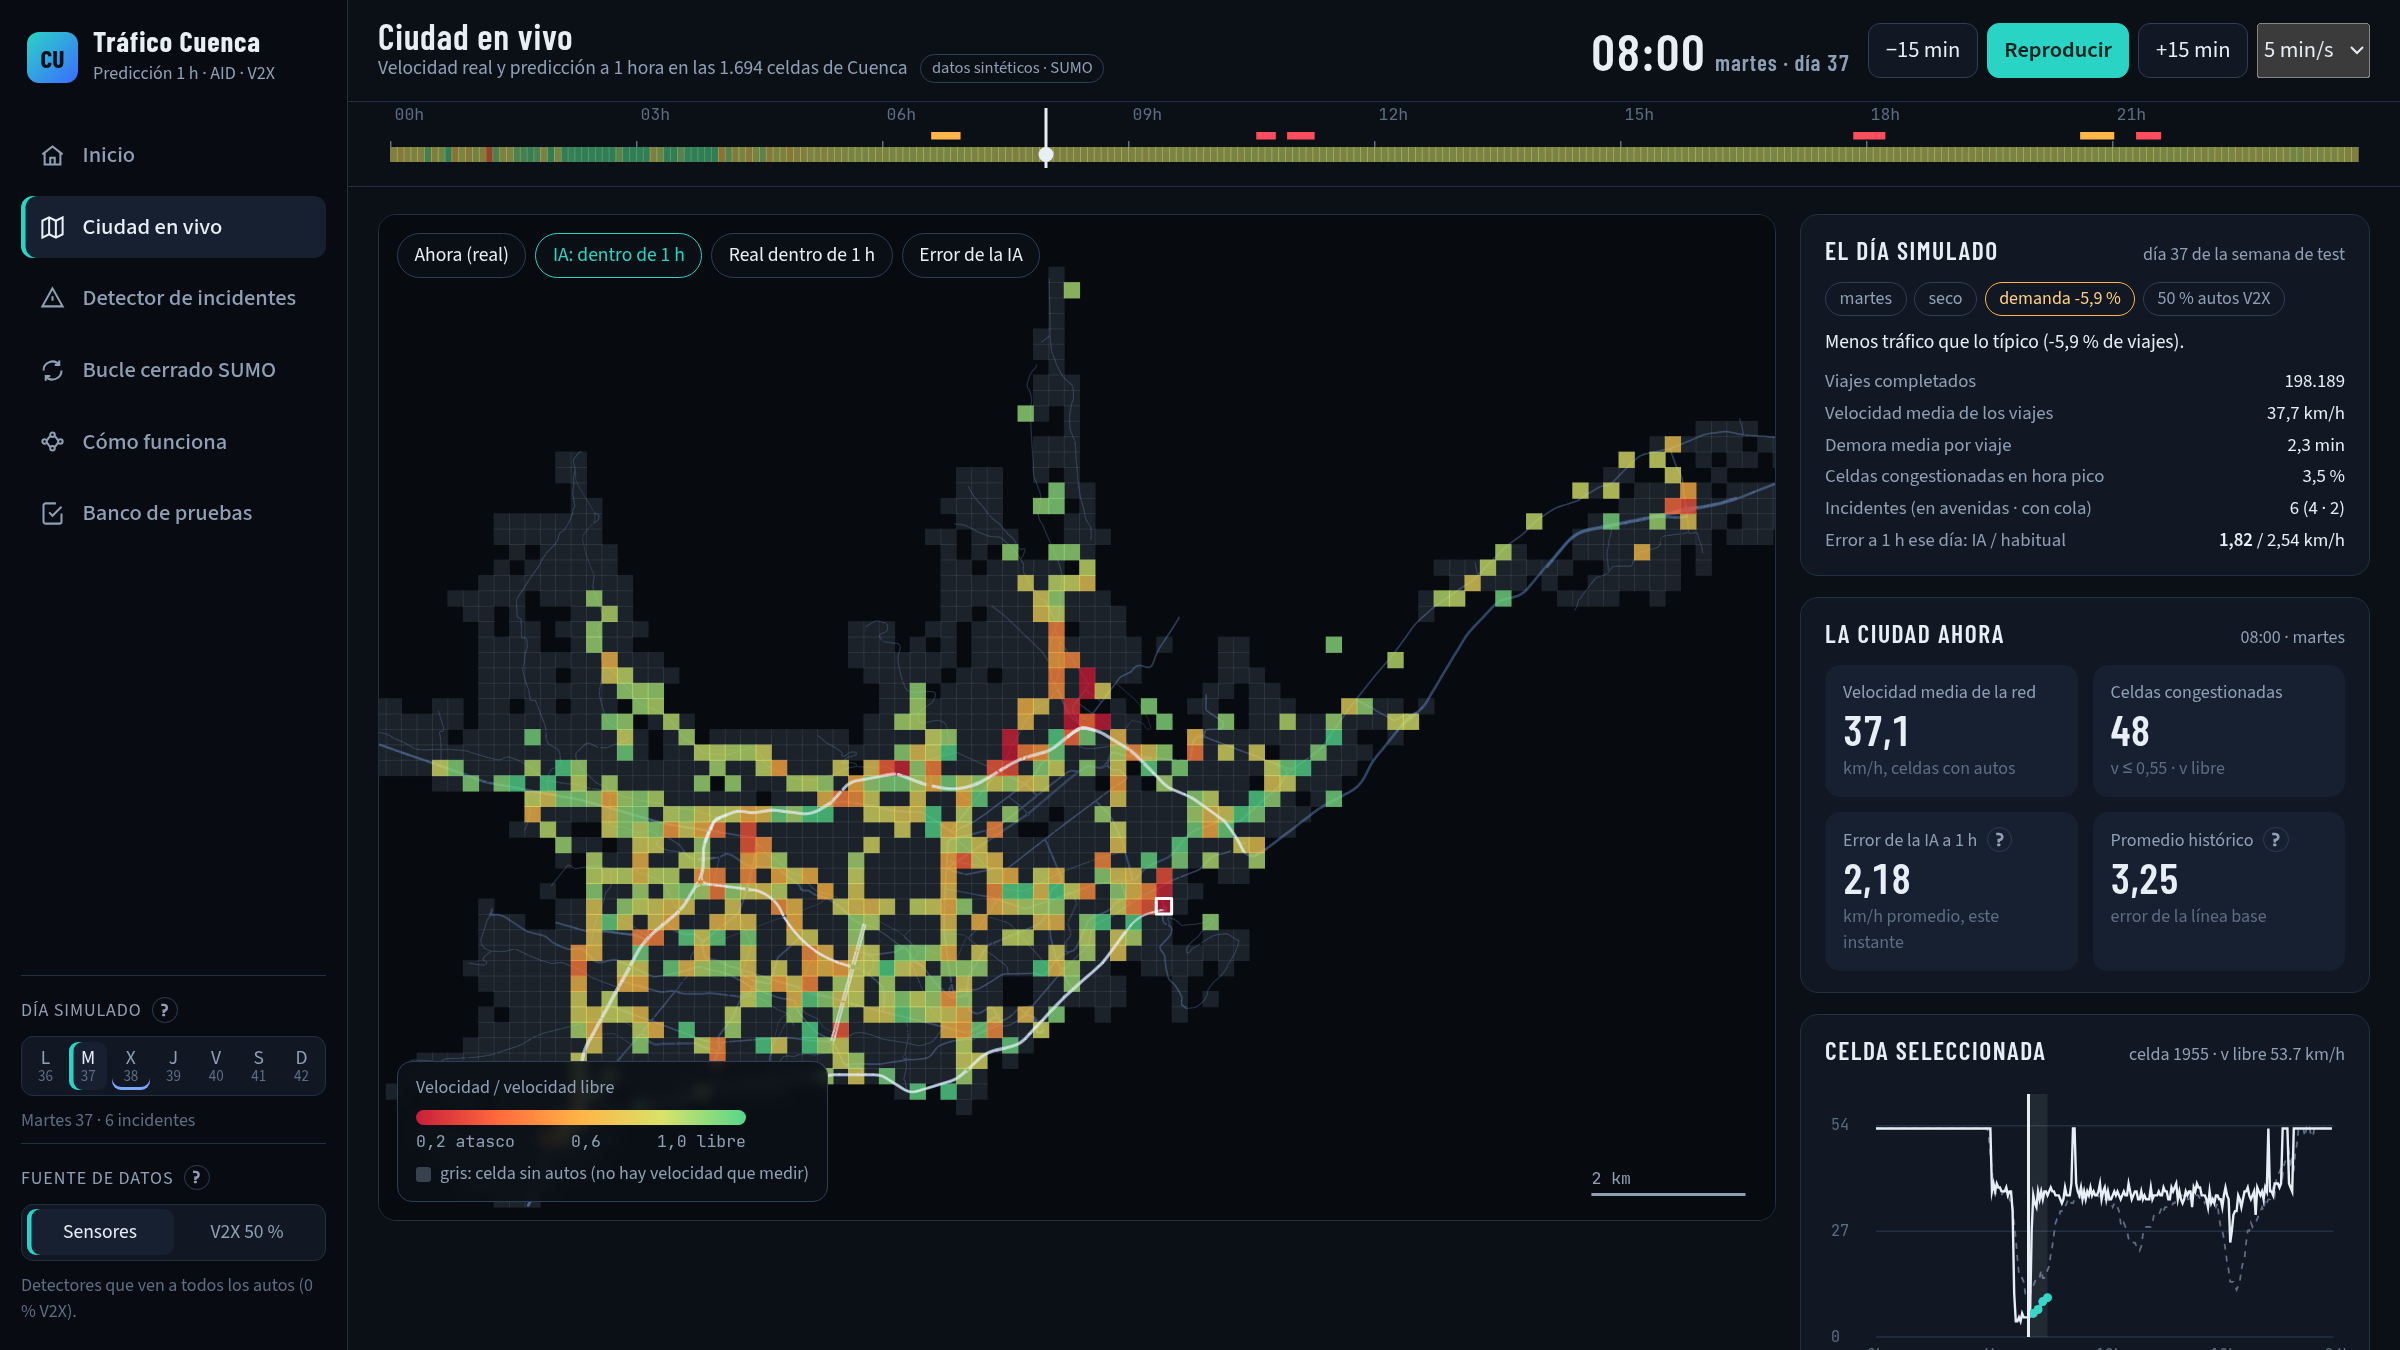 CU
Tráfico Cuenca
Predicción 1 h · AID · V2X
Inicio
Ciudad en vivo
Detector de incidentes
Bucle cerrado SUMO
Cómo funciona
Banco de pruebas
DÍA SIMULADO ?
L M X J V S D
36 37 38 39 40 41 42
Martes 37 · 6 incidentes
FUENTE DE DATOS ?
Sensores V2X 50 %
Detectores que ven a todos los autos (0
% V2X).
Ciudad en vivo
Velocidad real y predicción a 1 hora en las 1.694 celdas de Cuenca datos sintéticos · SUMO
08:00 martes · día 37
−15 min Reproducir +15 min 5 min/s
00h 03h 06h 09h 12h 15h 18h 21h
Ahora (real) IA: dentro de 1 h Real dentro de 1 h Error de la IA
Velocidad / velocidad libre
0,2 atasco 0,6 1,0 libre
gris: celda sin autos (no hay velocidad que medir)
2 km
EL DÍA SIMULADO día 37 de la semana de test
martes seco demanda -5,9 % 50 % autos V2X
Menos tráfico que lo típico (-5,9 % de viajes).
Viajes completados 198.189
Velocidad media de los viajes 37,7 km/h
Demora media por viaje 2,3 min
Celdas congestionadas en hora pico 3,5 %
Incidentes (en avenidas · con cola) 6 (4 · 2)
Error a 1 h ese día: IA / habitual 1,82 / 2,54 km/h
LA CIUDAD AHORA 08:00 · martes
Velocidad media de la red
37,1
km/h, celdas con autos
Celdas congestionadas
48
v ≤ 0,55 · v libre
Error de la IA a 1 h ?
2,18
km/h promedio, este
instante
Promedio histórico ?
3,25
error de la línea base
CELDA SELECCIONADA celda 1955 · v libre 53.7 km/h
54
27
0